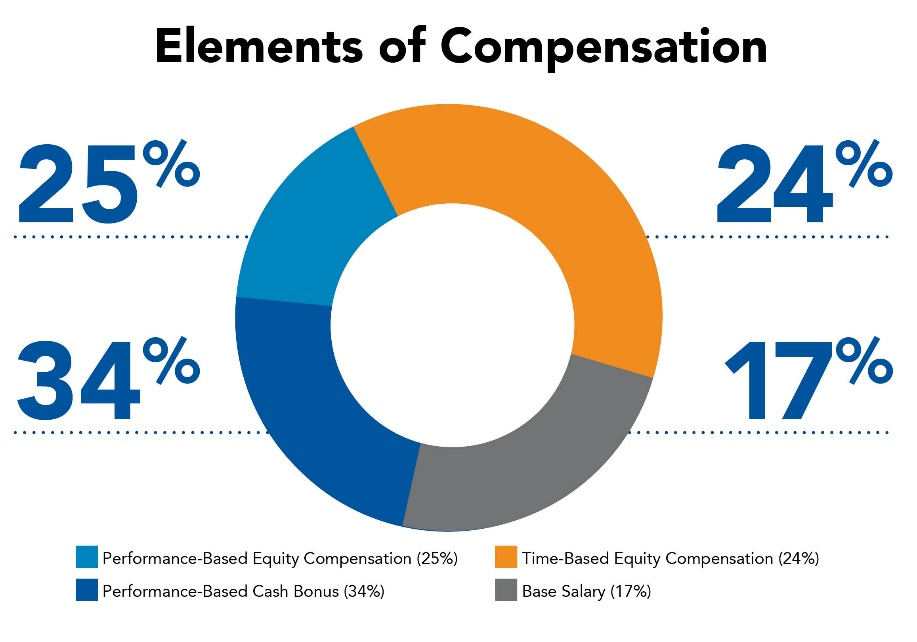 Elements of Compensation
25%
24%
34%
17%
Performance-Based Equity Compensation (25%)
Time-Based Equity Compensation (24%)
Performance-Based Cash Bonus (34%)
Base Salary (17%)